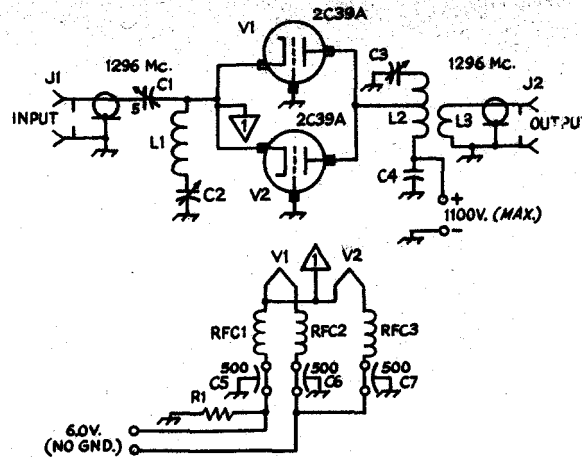 2C39A
V1
1296 Mc.
J1
C1
5
INPUT
L1
C2
1
2C39A
V2
C3
1296 Mc.
J2
L2
L3
OUTPUT
C4
+
1100V. (MAX.)
-
V1
1
V2
RFC1
RFC2
RFC3
500
500
500
C5
C6
C7
R1
6.0V.
(NO GND.)